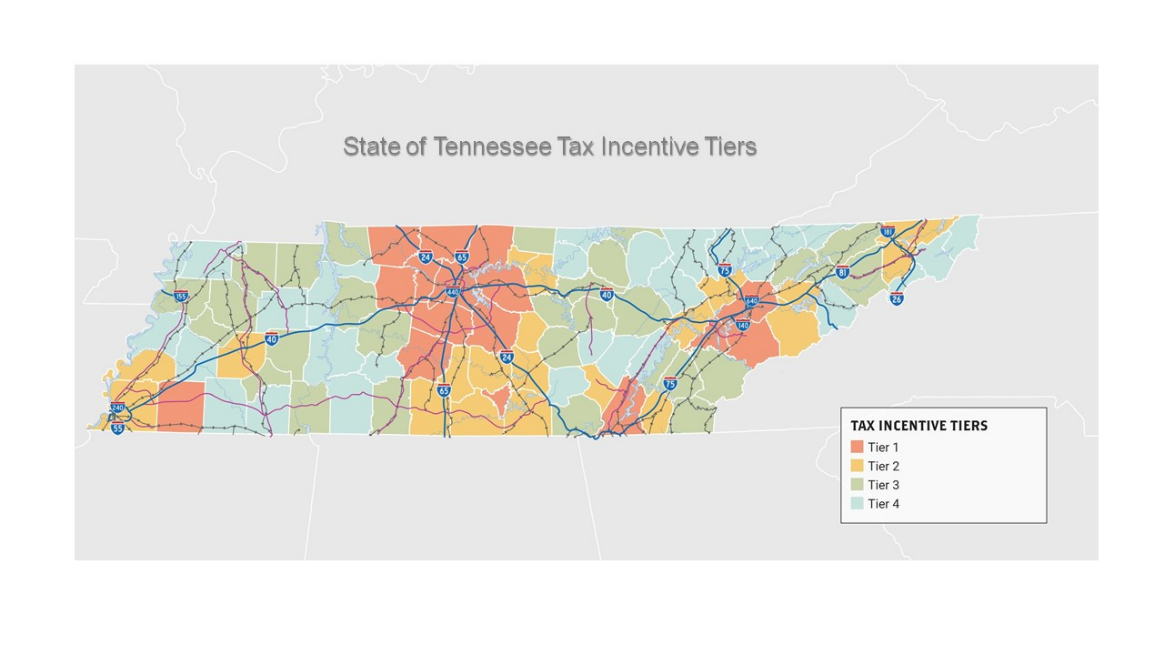 State of Tennessee Tax Incentive Tiers
181
24
65
75
81
155
440
40
26
640
140
40
24
75
65
240
55
TAX INCENTIVE TIERS
Tier 1
Tier 2
Tier 3
Tier 4